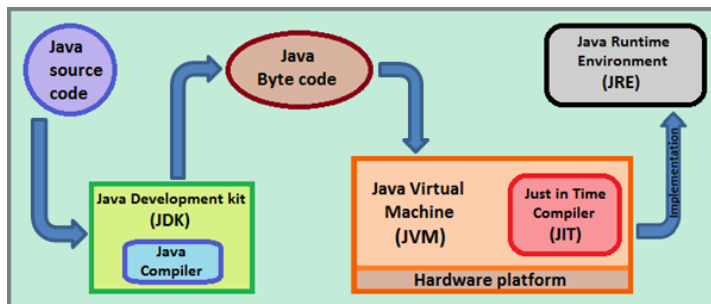 Java
source
code
Java Development kit
(JDK)
Java
Compiler
Java
Byte code
Java Virtual
Machine
(JVM)
Just in Time
Compiler
(JIT)
Hardware platform
Implementation
Java Runtime
Environment
(JRE)